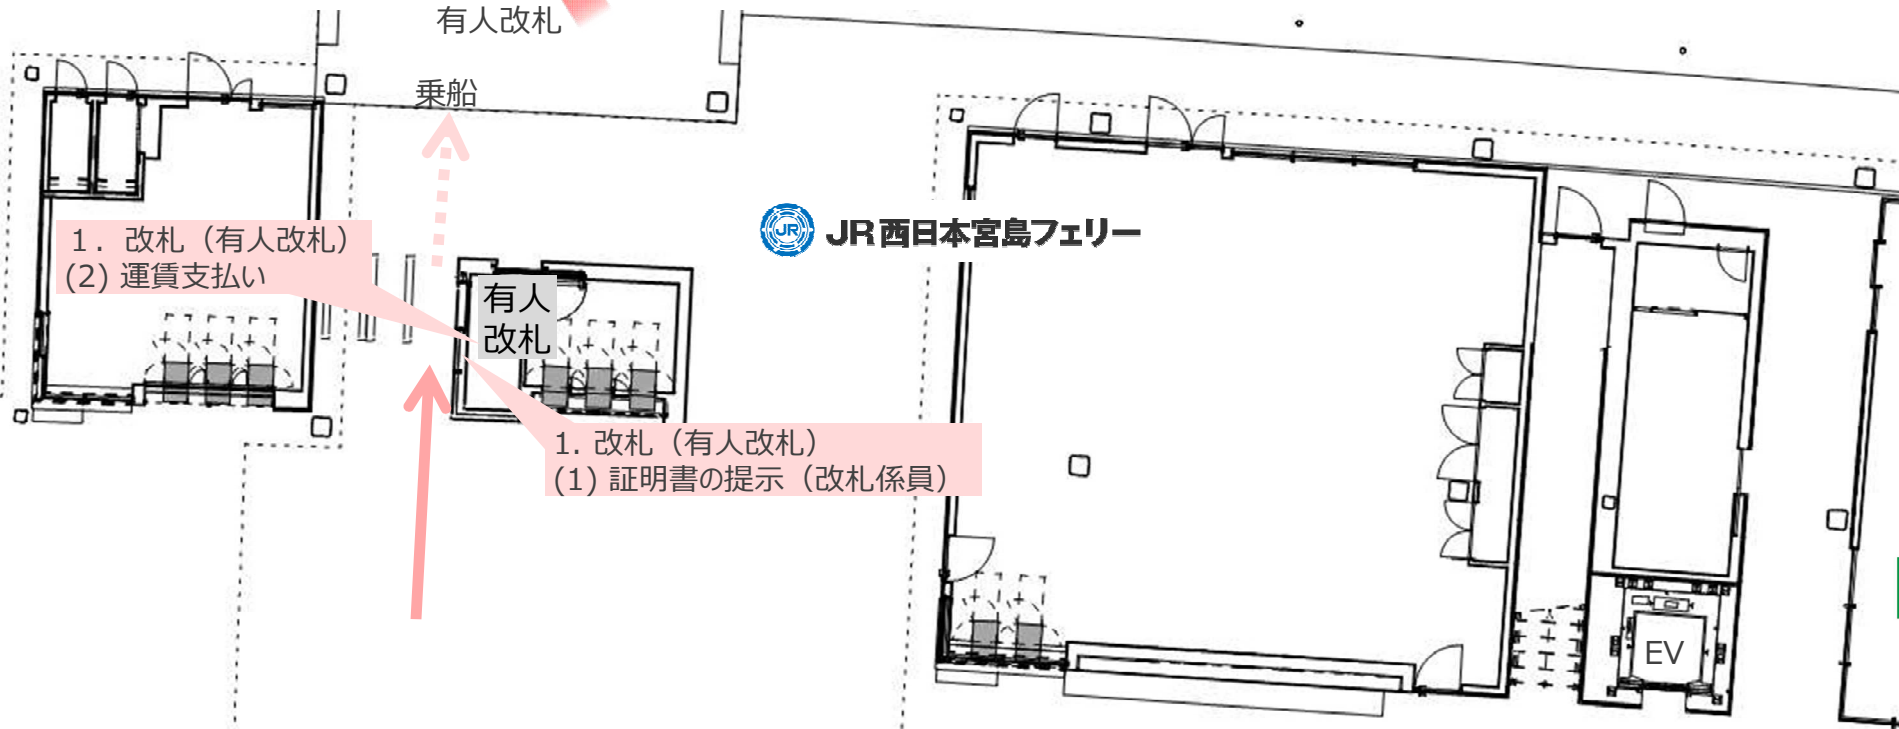 有人改札
乗船
1. 改札（有人改札）
(2) 運賃支払い
JR 西日本宮島フェリー
有人
改札
1. 改札（有人改札）
(1) 証明書の提示（改札係員）
EV